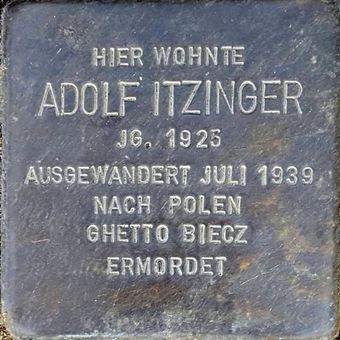 HIER WOHNTE
ADOLF ITZINGER
JG. 1925
AUSGEWANDERT JULI 1939
NACH POLEN
GHETTO BIECZ
ERMORDET